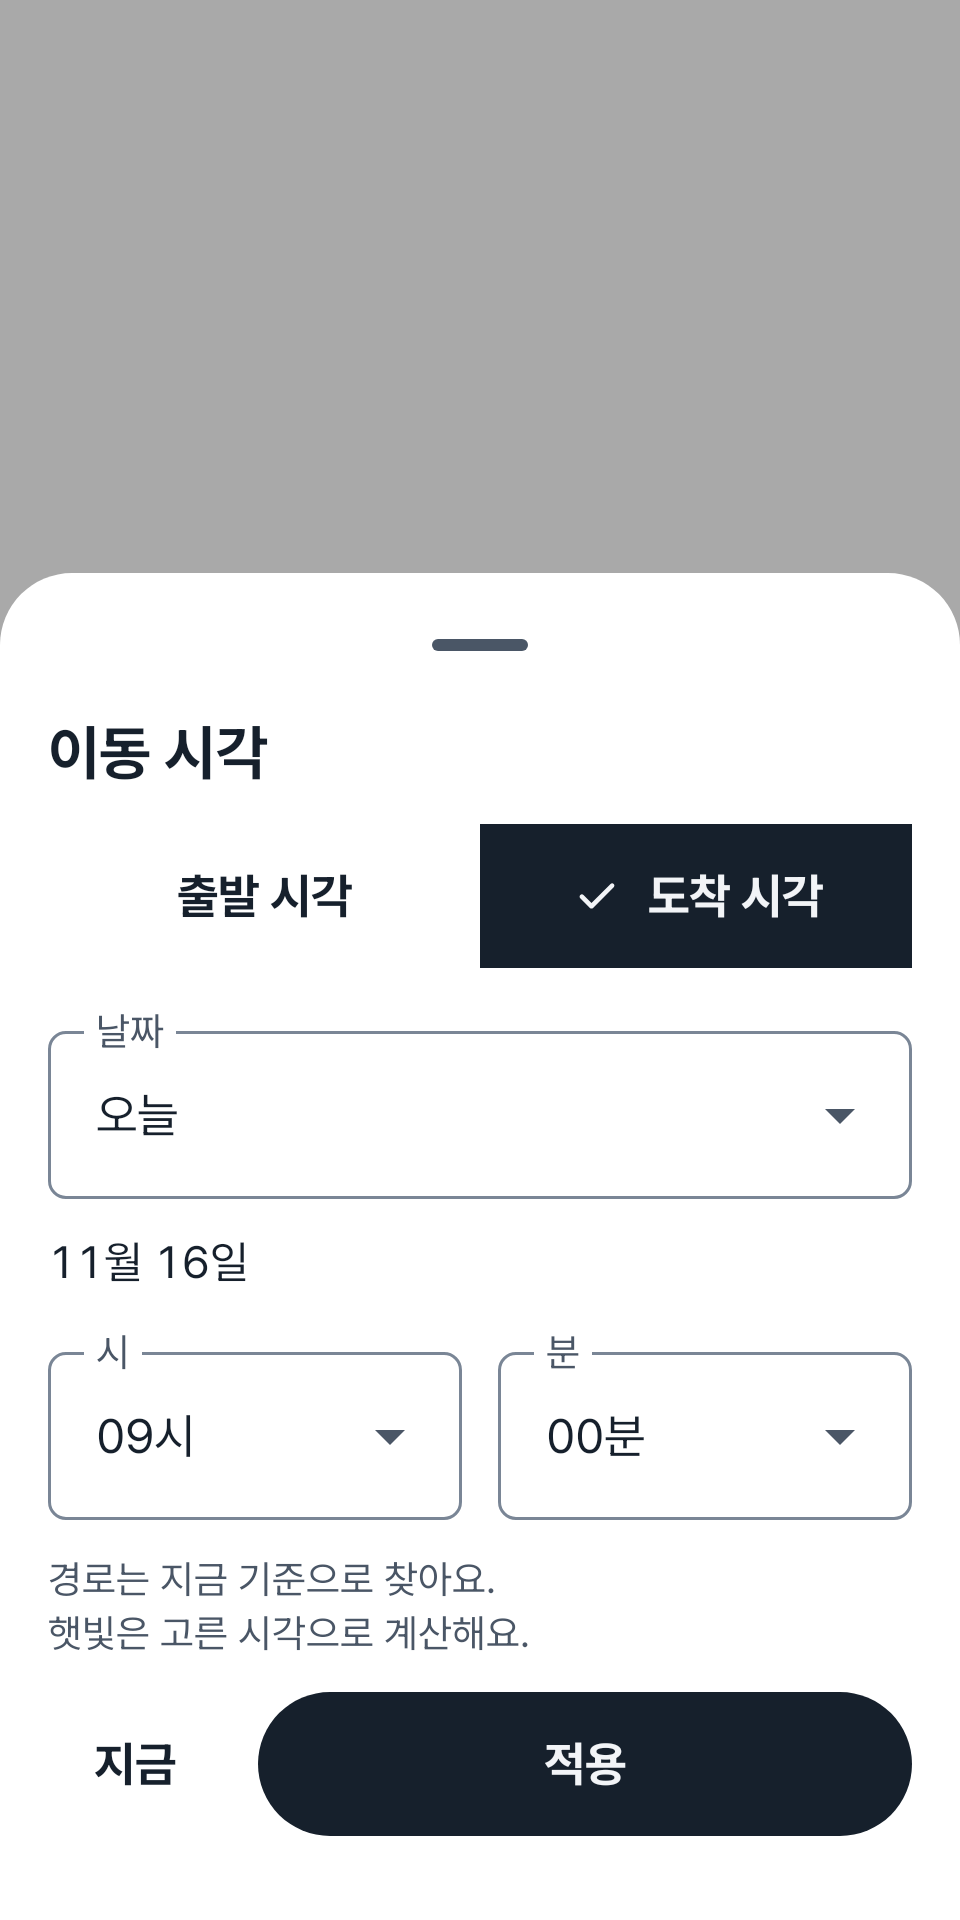 이동 시각
출발 시각
도착 시각
날짜
오늘
11월 16일
시
분
09시
00분
경로는 지금 기준으로 찾아요.
햇빛은 고른 시각으로 계산해요.
지금
적용